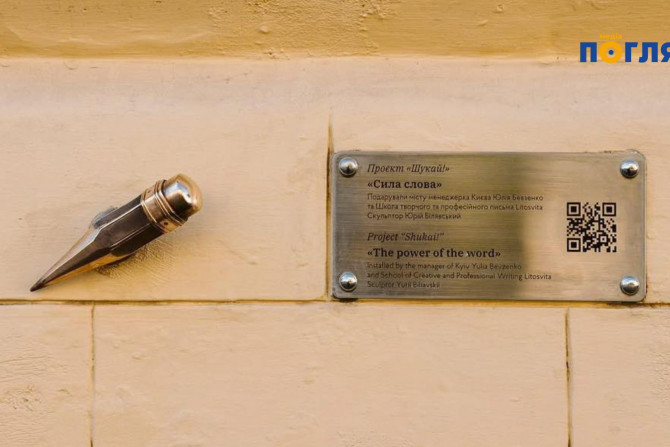 ПОГЛЯ
Проєкт «Шукай!»
«Сила слова»
Подарували місту менеджерка Києва Юлія Бевзенко
та Школа творчого та професійного письма Litosvita
Скульптор Юрій Білявський
Project "Shukai!"
«The power of the word»
Installed by the manager of Kyiv Yulia Bevzenko
and School of Creative and Professional Writing Litosvita
Sculptor Yurii Biliavskii